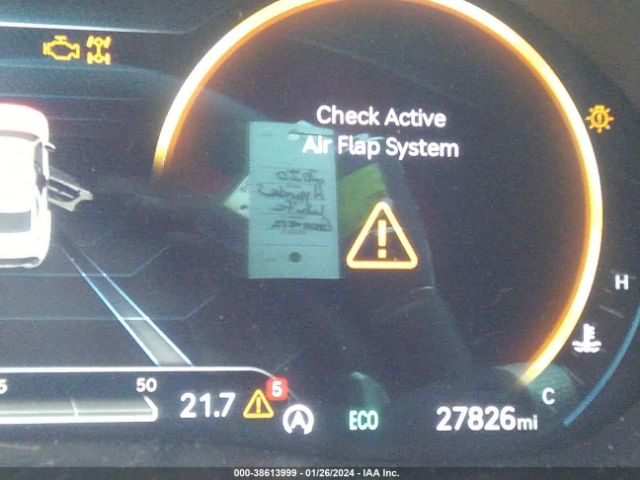 Check Active
Air Flap System
2020
H
5 50 21.7 5 A ECO 27826mi C
000-38613999 - 01/26/2024 - IAA Inc.